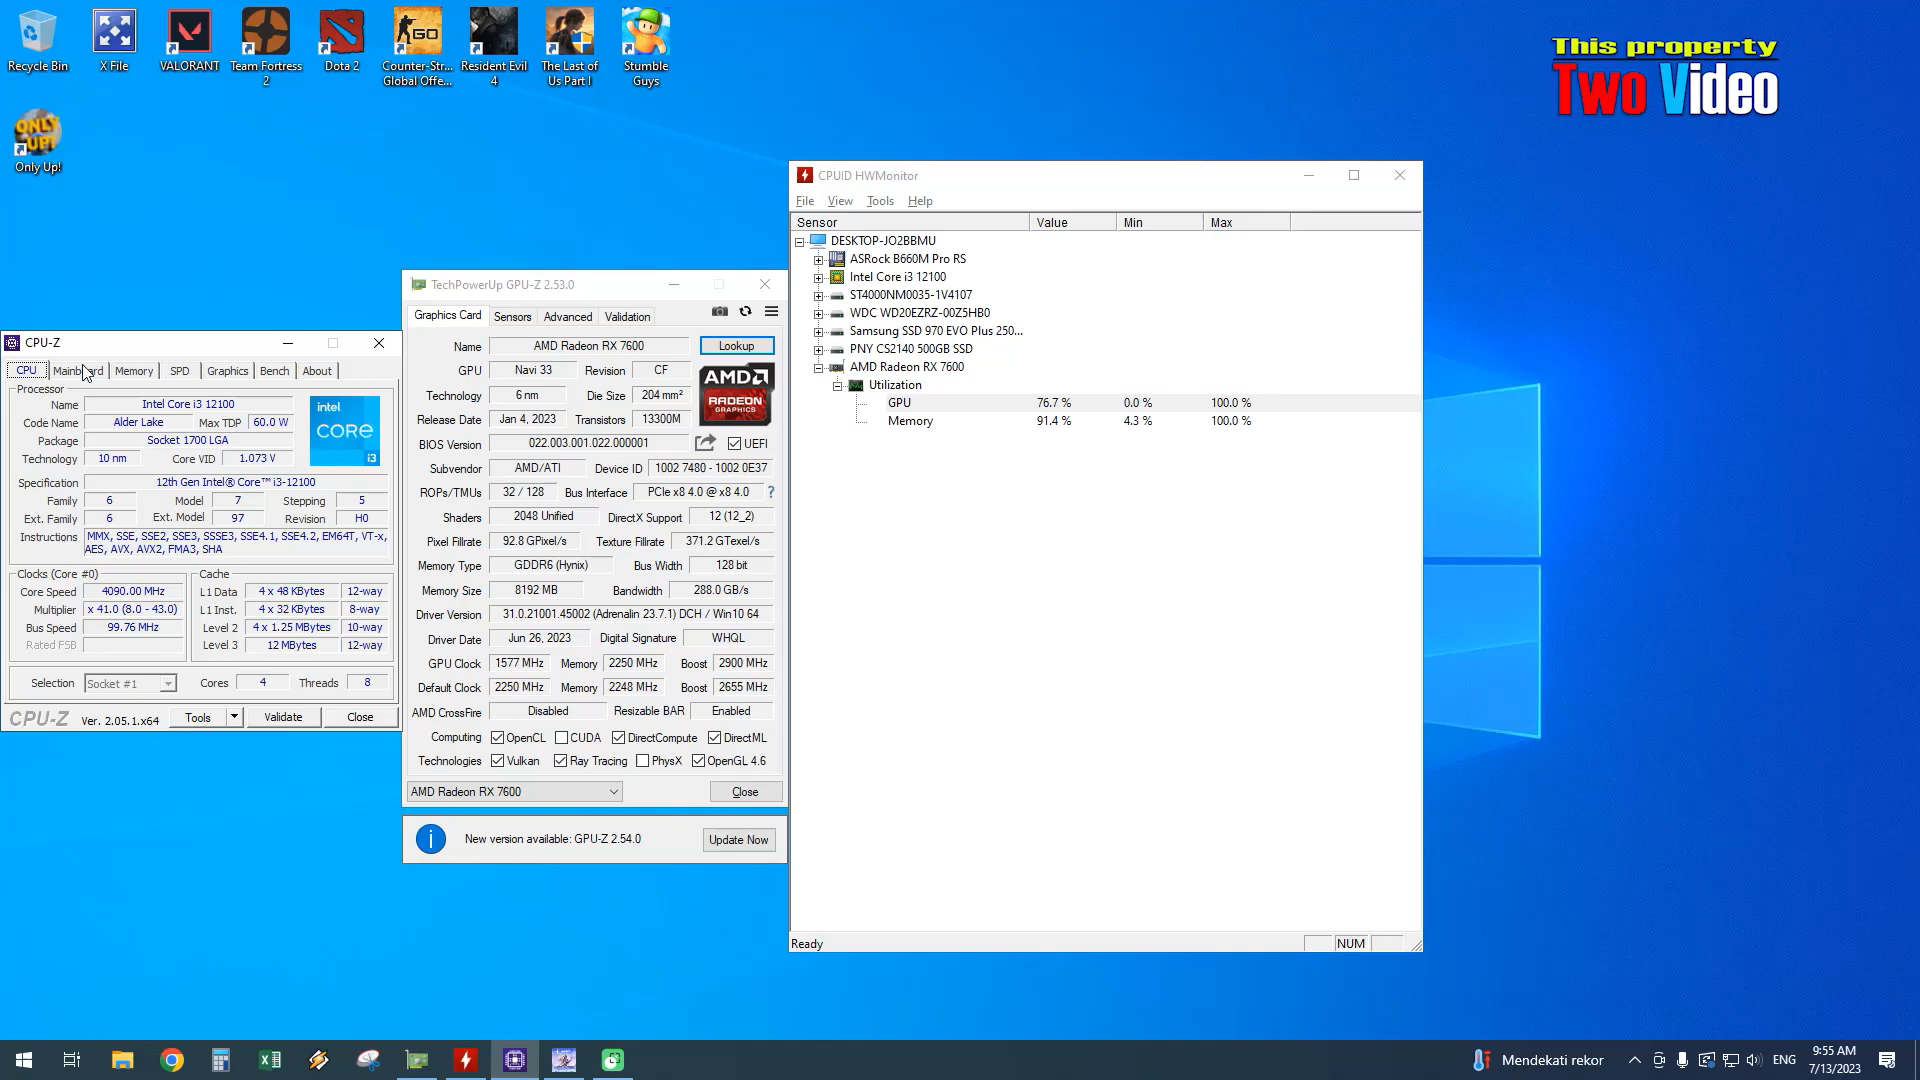 Recycle Bin
X File
VALORANT
Team Fortress
2
Dota 2
Counter-Str...
Global Offe...
Resident Evil
4
The Last of
Us Part I
Stumble
Guys
ONLY
UP!
Only Up!
This property
Two Video
CPU-Z
CPU Mainboard Memory SPD Graphics Bench About
Processor
Name Intel Core i3 12100
Code Name Alder Lake Max TDP 60.0 W
Package Socket 1700 LGA
Technology 10 nm Core VID 1.073 V
intel
CORE
i3
Specification 12th Gen Intel® Core™ i3-12100
Family 6 Model 7 Stepping 5
Ext. Family 6 Ext. Model 97 Revision H0
Instructions MMX, SSE, SSE2, SSE3, SSSE3, SSE4.1, SSE4.2, EM64T, VT-x,
AES, AVX, AVX2, FMA3, SHA
Clocks (Core #0)
Core Speed 4090.00 MHz
Multiplier x 41.0 (8.0 - 43.0)
Bus Speed 99.76 MHz
Rated FSB
Cache
L1 Data 4 x 48 KBytes 12-way
L1 Inst. 4 x 32 KBytes 8-way
Level 2 4 x 1.25 MBytes 10-way
Level 3 12 MBytes 12-way
Selection Socket #1 Cores 4 Threads 8
CPU-Z Ver. 2.05.1.x64 Tools Validate Close
TechPowerUp GPU-Z 2.53.0
Graphics Card Sensors Advanced Validation
Name AMD Radeon RX 7600 Lookup
GPU Navi 33 Revision CF
Technology 6 nm Die Size 204 mm²
Release Date Jan 4, 2023 Transistors 13300M
AMD
RADEON
GRAPHICS
BIOS Version 022.003.001.022.000001 UEFI
Subvendor AMD/ATI Device ID 1002 7480 - 1002 0E37
ROPs/TMUs 32 / 128 Bus Interface PCIe x8 4.0 @ x8 4.0 ?
Shaders 2048 Unified DirectX Support 12 (12_2)
Pixel Fillrate 92.8 GPixel/s Texture Fillrate 371.2 GTexel/s
Memory Type GDDR6 (Hynix) Bus Width 128 bit
Memory Size 8192 MB Bandwidth 288.0 GB/s
Driver Version 31.0.21001.45002 (Adrenalin 23.7.1) DCH / Win10 64
Driver Date Jun 26, 2023 Digital Signature WHQL
GPU Clock 1577 MHz Memory 2250 MHz Boost 2900 MHz
Default Clock 2250 MHz Memory 2248 MHz Boost 2655 MHz
AMD CrossFire Disabled Resizable BAR Enabled
Computing OpenCL CUDA DirectCompute DirectML
Technologies Vulkan Ray Tracing PhysX OpenGL 4.6
AMD Radeon RX 7600 Close
New version available: GPU-Z 2.54.0 Update Now
CPUID HWMonitor
File View Tools Help
Sensor Value Min Max
DESKTOP-JO2BBMU
ASRock B660M Pro RS
Intel Core i3 12100
ST4000NM0035-1V4107
WDC WD20EZRZ-00Z5HB0
Samsung SSD 970 EVO Plus 250...
PNY CS2140 500GB SSD
AMD Radeon RX 7600
Utilization
GPU 76.7 % 0.0 % 100.0 %
Memory 91.4 % 4.3 % 100.0 %
Ready NUM
Mendekati rekor ENG 9:55 AM
7/13/2023